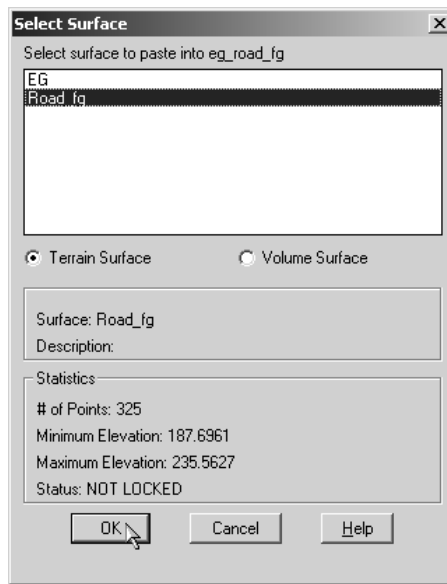 Select Surface
Select surface to paste into eg_road_fg
EG
Road_fg
Terrain Surface
Volume Surface
Surface: Road_fg
Description:
Statistics
# of Points: 325
Minimum Elevation: 187.6961
Maximum Elevation: 235.5627
Status: NOT LOCKED
OK
Cancel
Help